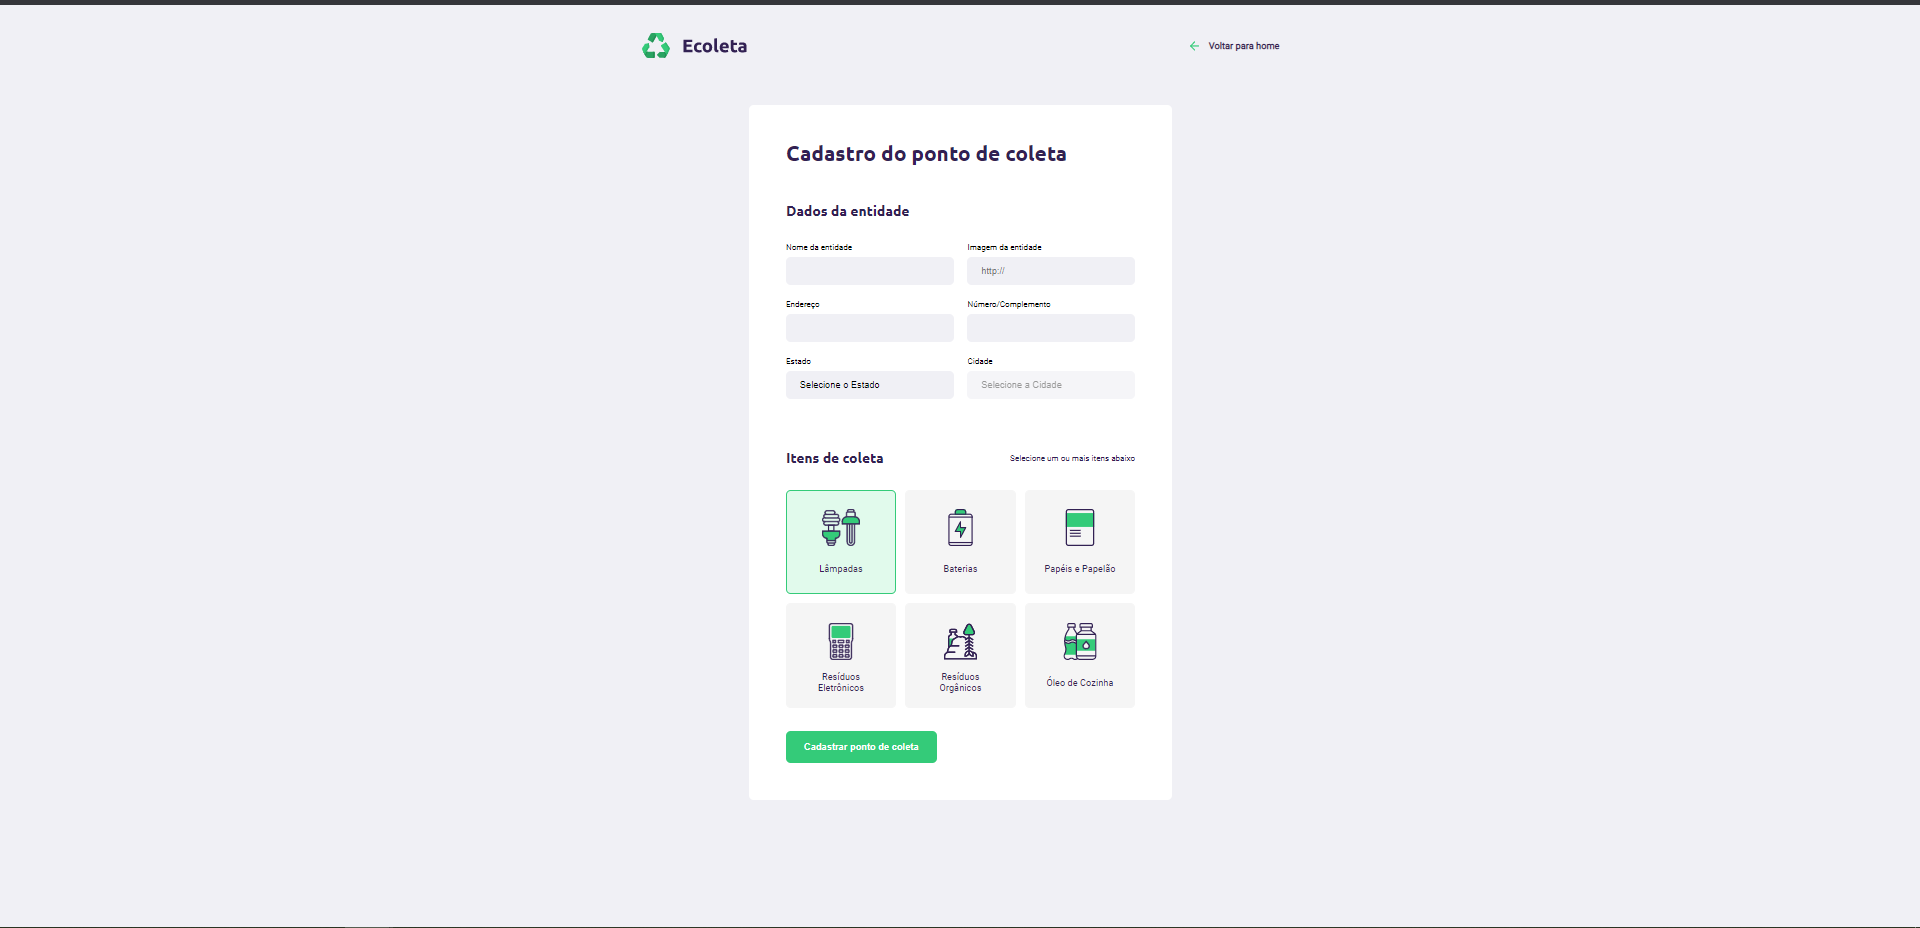 Ecoleta
Voltar para home
Cadastro do ponto de coleta
Dados da entidade
Nome da entidade
Imagem da entidade
http://
Endereço
Número/Complemento
Estado
Cidade
Selecione o Estado
Selecione a Cidade
Itens de coleta
Selecione um ou mais itens abaixo
Lâmpadas
Baterias
Papéis e Papelão
Resíduos
Eletrônicos
Resíduos
Orgânicos
Óleo de Cozinha
Cadastrar ponto de coleta